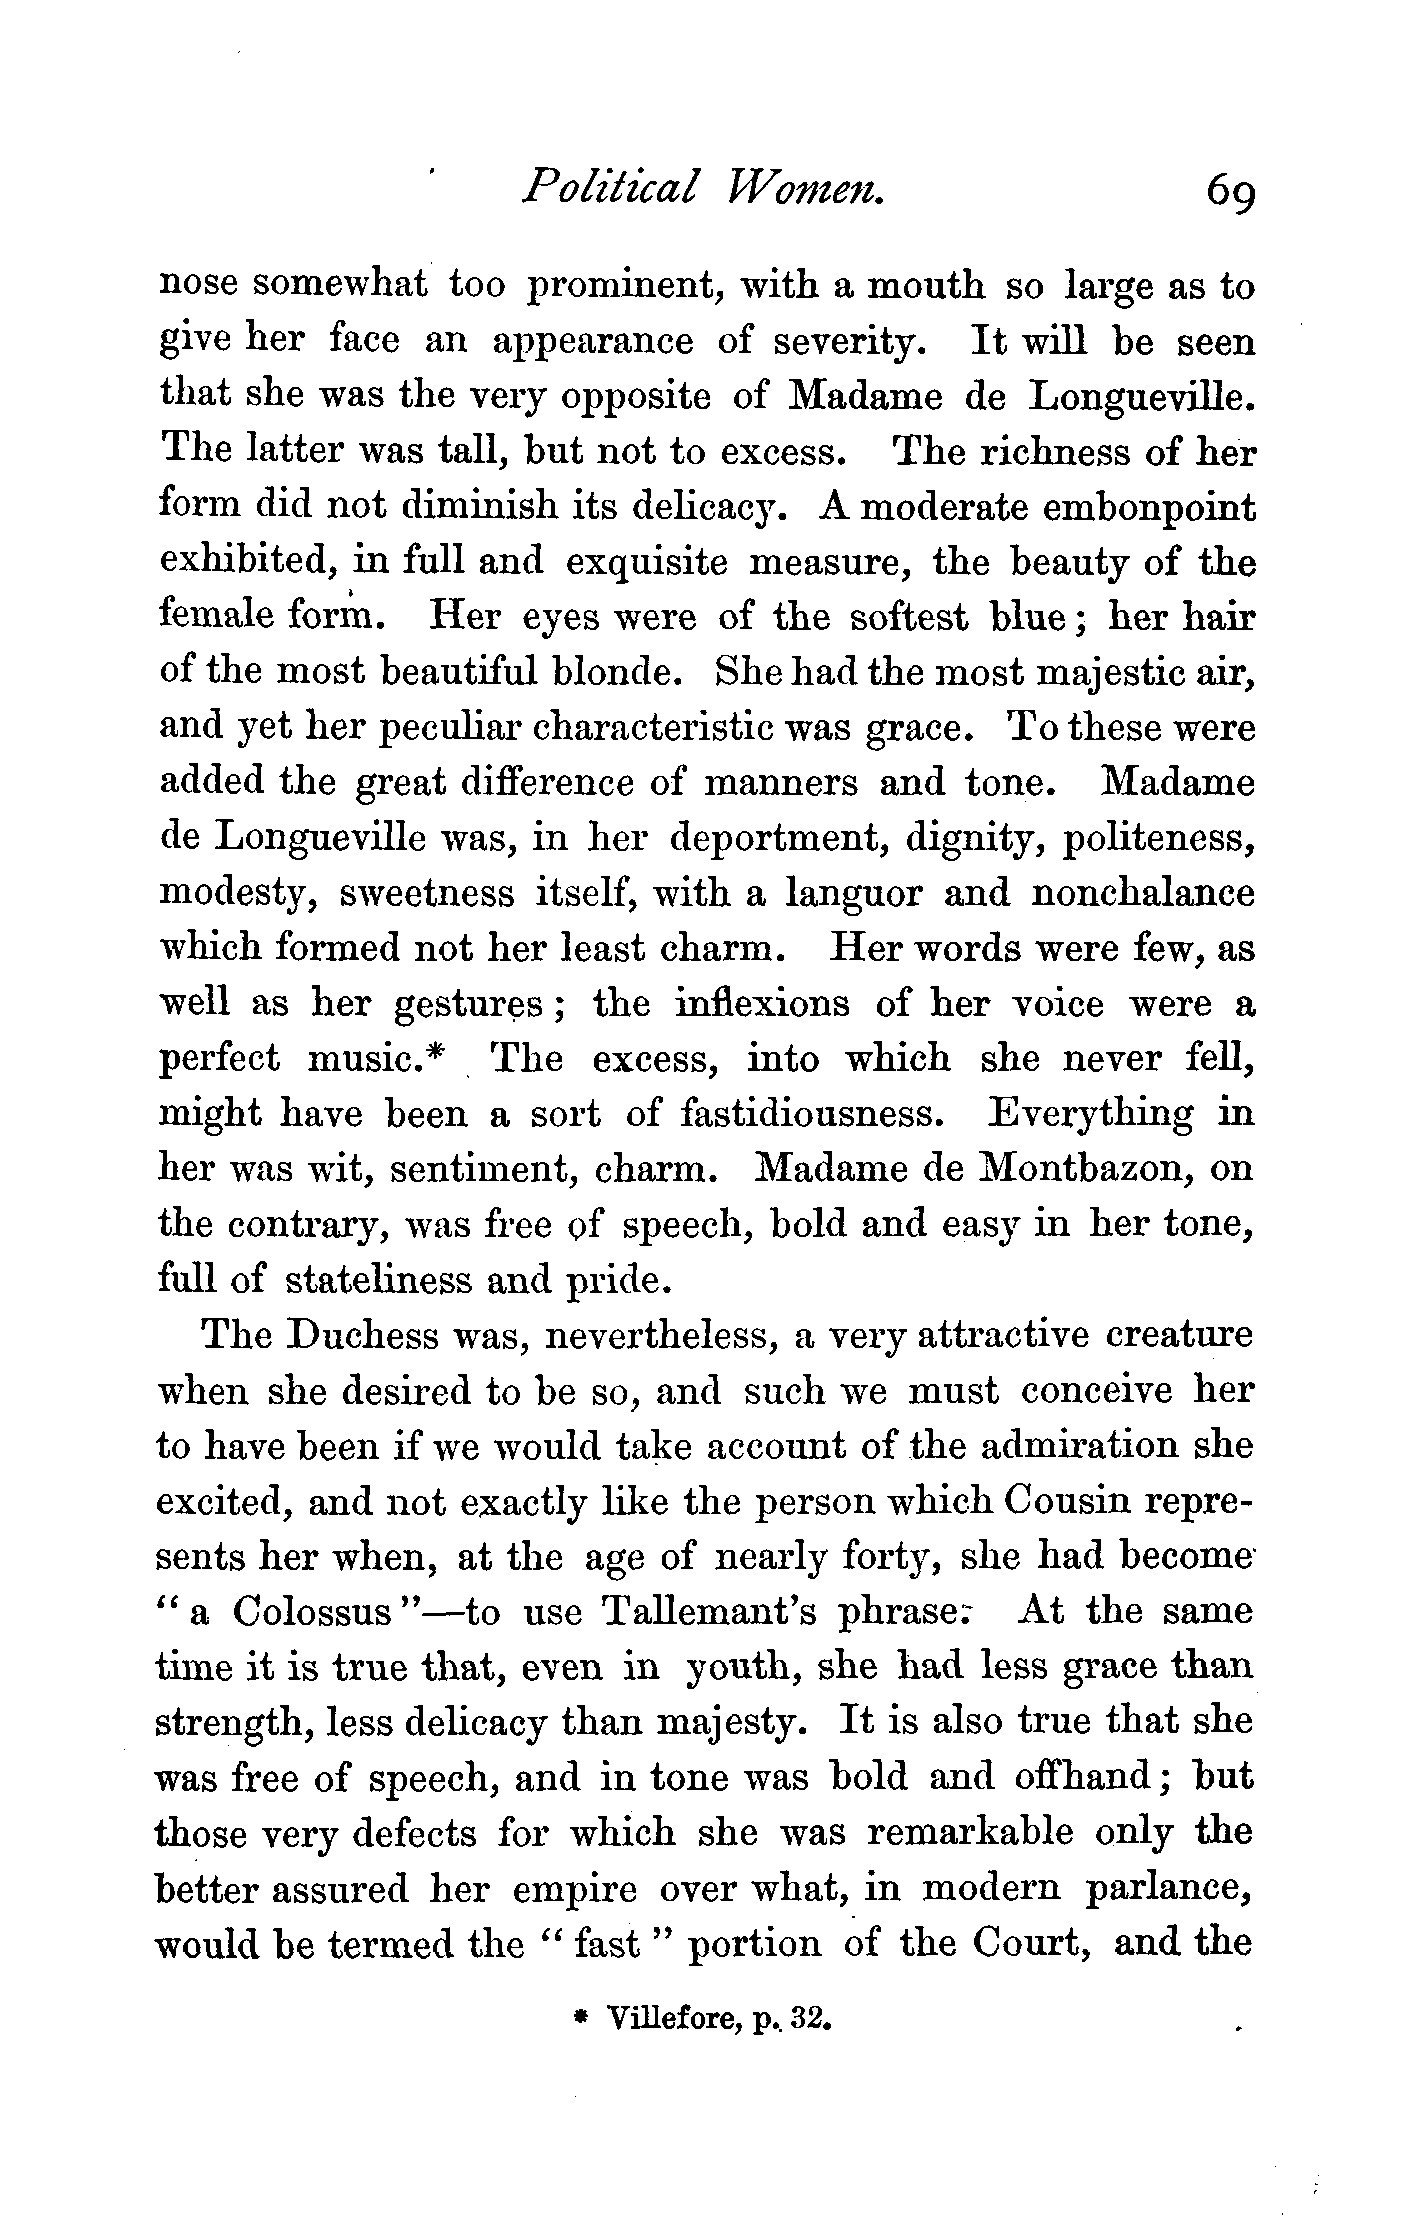 Political Women. 69
nose somewhat too prominent, with a mouth so large as to
give her face an appearance of severity. It will be seen
that she was the very opposite of Madame de Longueville.
The latter was tall, but not to excess. The richness of her
form did not diminish its delicacy. A moderate embonpoint
exhibited, in full and exquisite measure, the beauty of the
female form. Her eyes were of the softest blue; her hair
of the most beautiful blonde. She had the most majestic air,
and yet her peculiar characteristic was grace. To these were
added the great difference of manners and tone. Madame
de Longueville was, in her deportment, dignity, politeness,
modesty, sweetness itself, with a languor and nonchalance
which formed not her least charm. Her words were few, as
well as her gestures; the inflexions of her voice were a
perfect music.* The excess, into which she never fell,
might have been a sort of fastidiousness. Everything in
her was wit, sentiment, charm. Madame de Montbazon, on
the contrary, was free of speech, bold and easy in her tone,
full of stateliness and pride.
The Duchess was, nevertheless, a very attractive creature
when she desired to be so, and such we must conceive her
to have been if we would take account of the admiration she
excited, and not exactly like the person which Cousin repre-
sents her when, at the age of nearly forty, she had become
"a Colossus"—to use Tallemant's phrase. At the same
time it is true that, even in youth, she had less grace than
strength, less delicacy than majesty. It is also true that she
was free of speech, and in tone was bold and offhand; but
those very defects for which she was remarkable only the
better assured her empire over what, in modern parlance,
would be termed the "fast" portion of the Court, and the
* Villefore, p. 32.